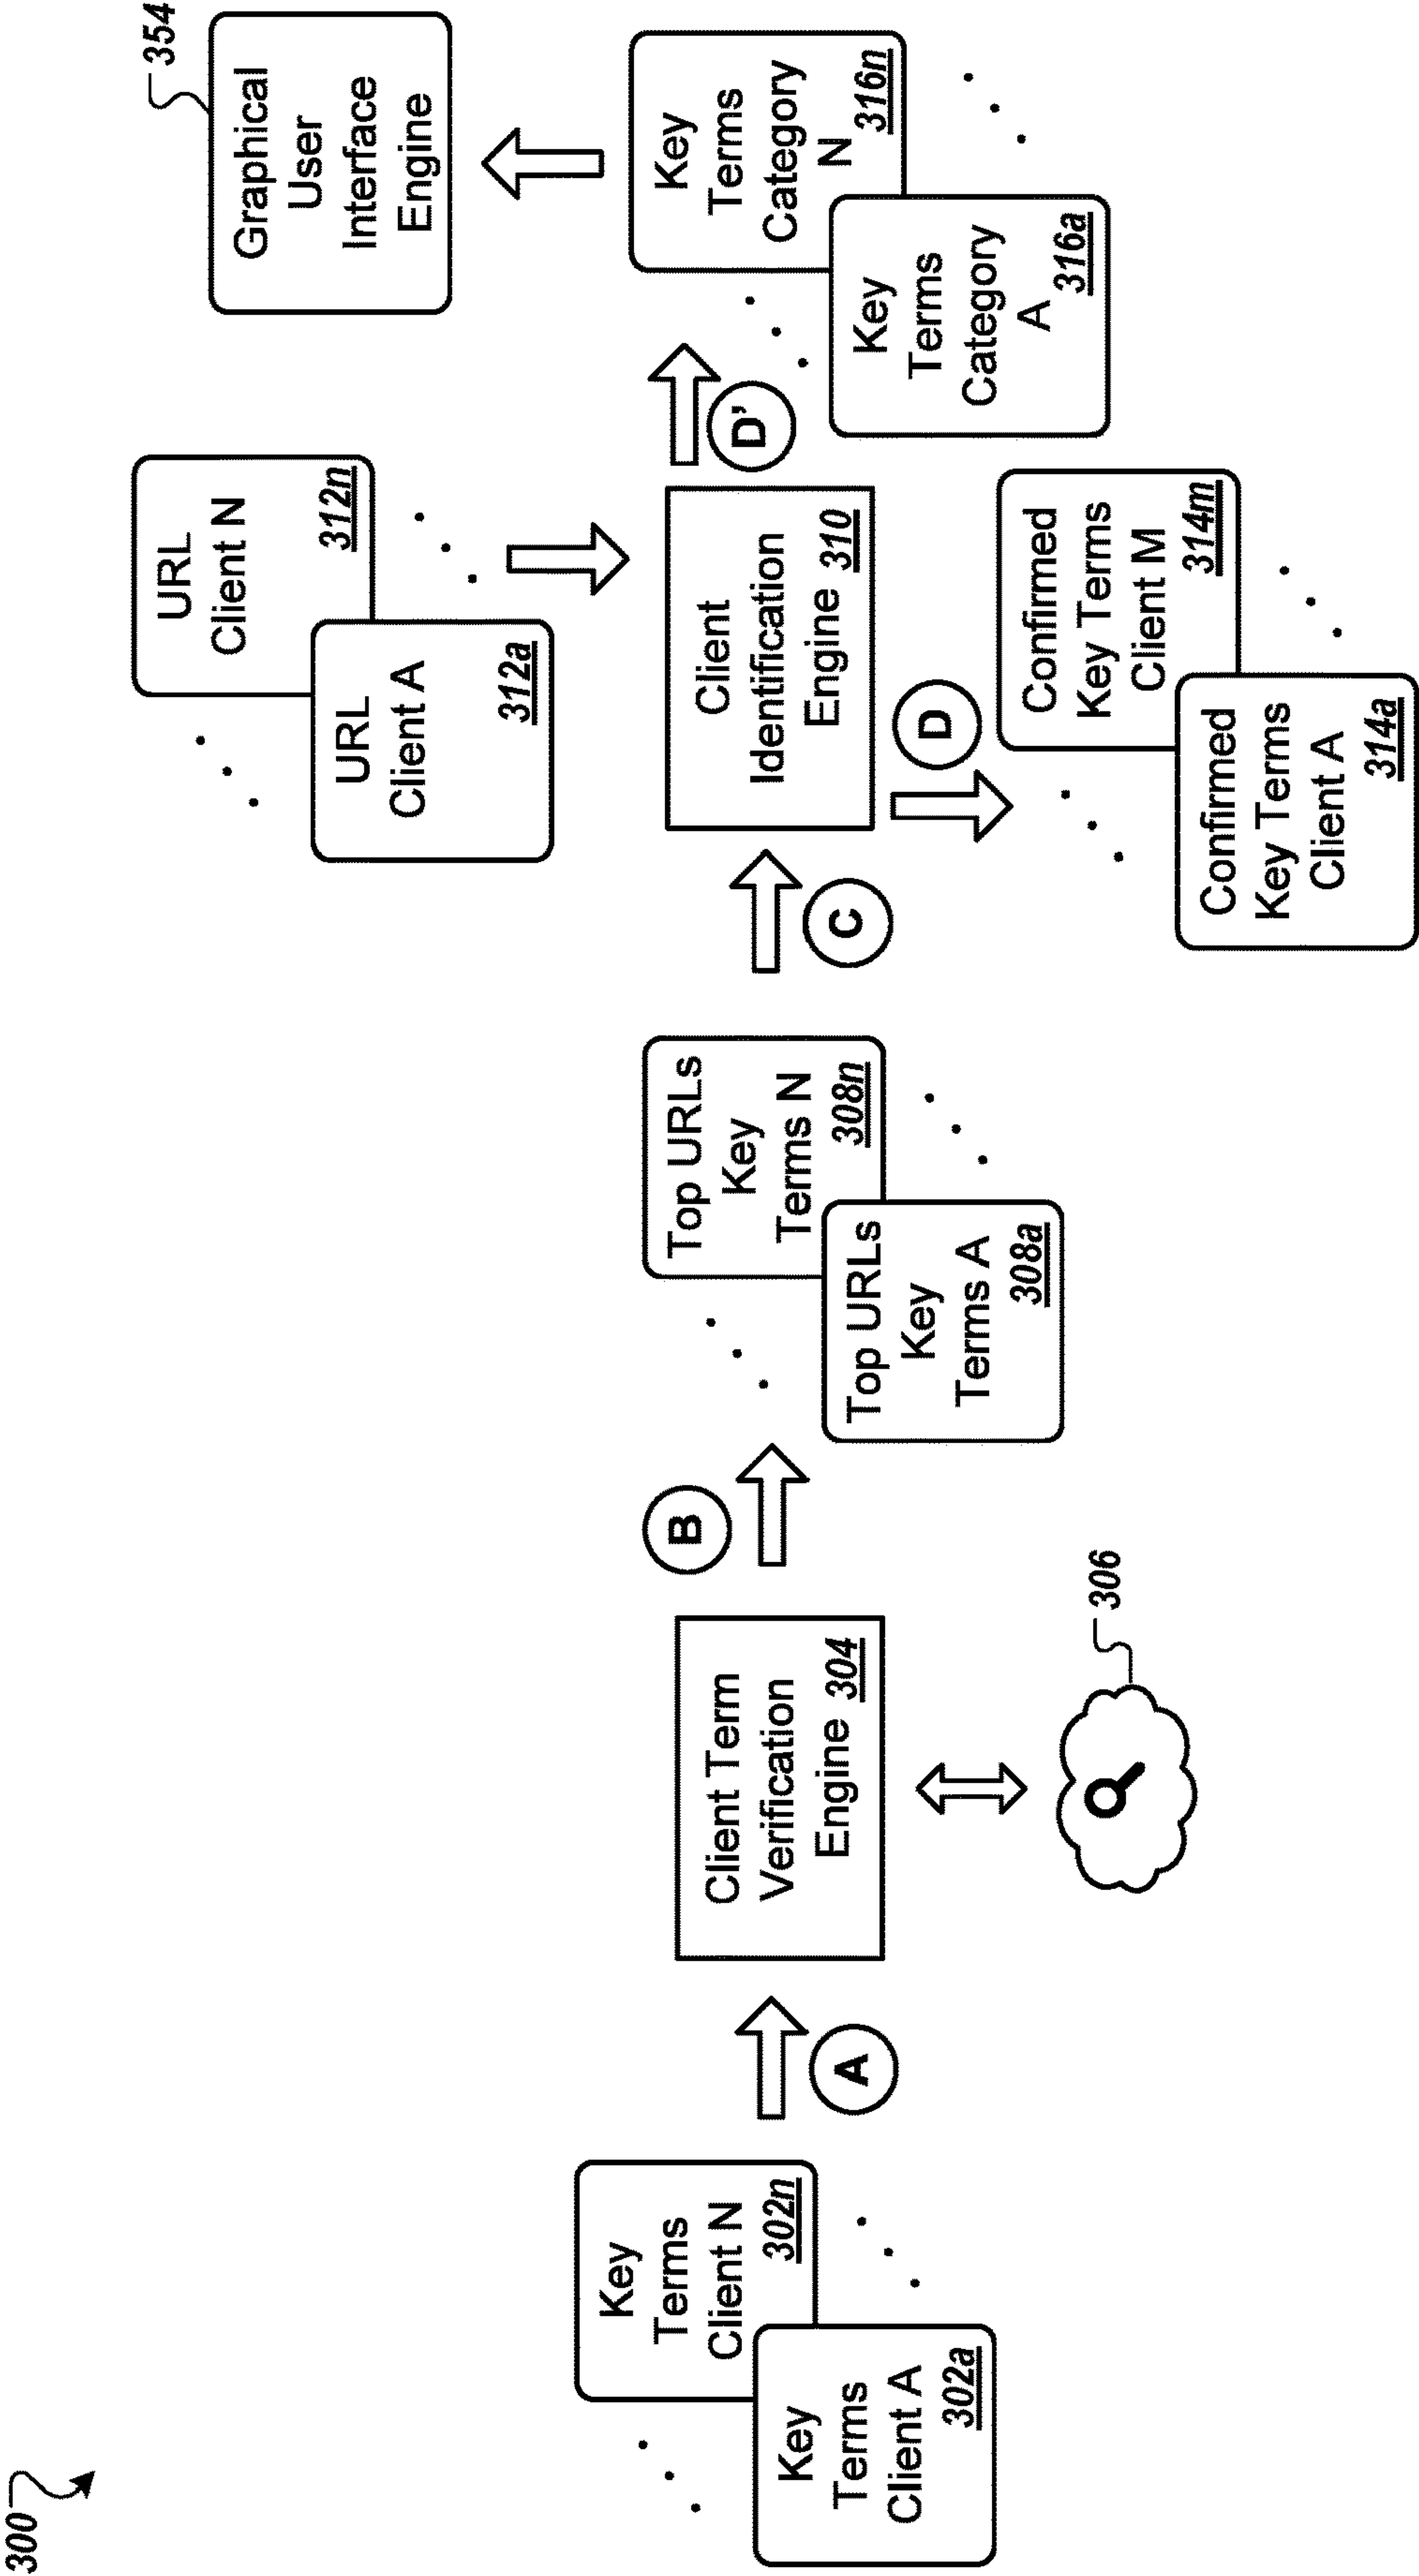 300
Key
Terms
Client N
302n
Key
Terms
Client A
302a
A
Client Term
Verification
Engine 304
306
B
Top URLs
Key
Terms N
308n
Top URLs
Key
Terms A
308a
C
URL
Client N
312n
URL
Client A
312a
Client
Identification
Engine 310
D
Confirmed
Key Terms
Client M
314m
Confirmed
Key Terms
Client A
314a
D'
Key
Terms
Category
N
316n
Key
Terms
Category
A
316a
Graphical
User
Interface
Engine
354